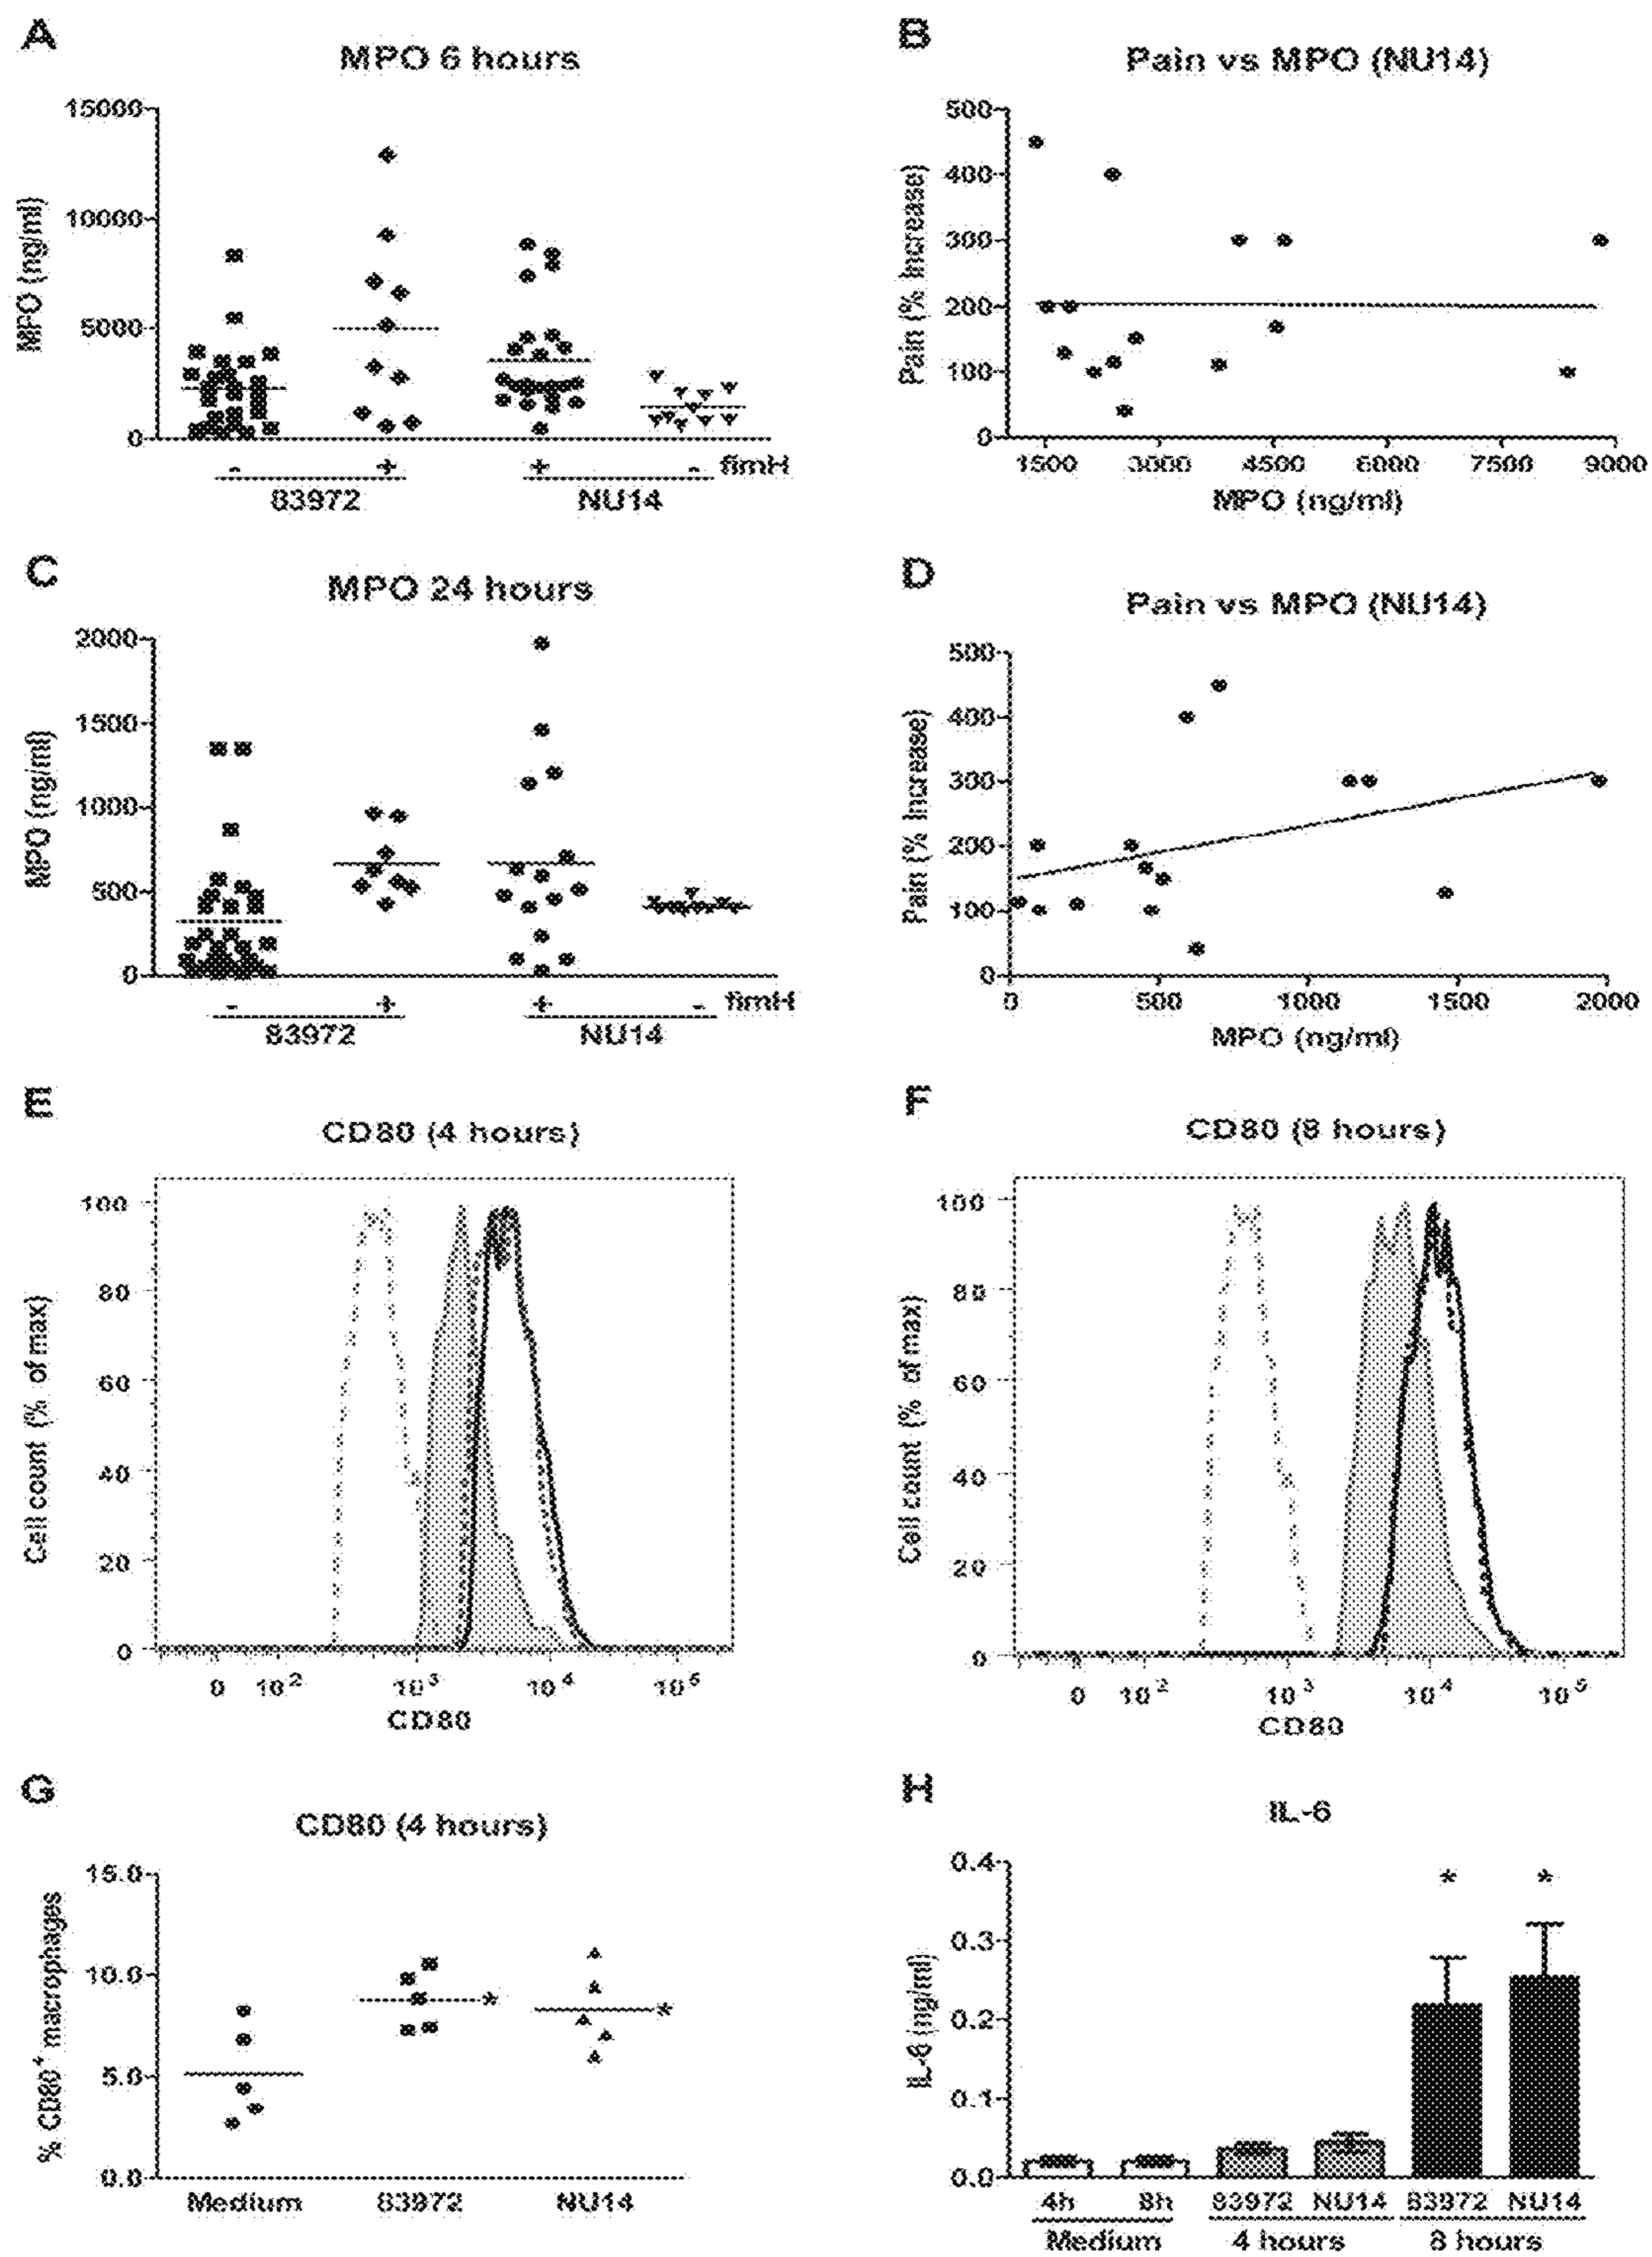 A
MPO 6 hours
15000
10000
5000
0
MPO (ng/ml)
- + + - fimH
83972 NU14
B
Pain vs MPO (NU14)
500
400
300
200
100
0
Pain (% Increase)
1500 3000 4500 6000 7500 9000
MPO (ng/ml)
C
MPO 24 hours
2000
1500
1000
500
0
MPO (ng/ml)
- + + - fimH
83972 NU14
D
Pain vs MPO (NU14)
500
400
300
200
100
0
Pain (% Increase)
0 500 1000 1500 2000
MPO (ng/ml)
E
CD80 (4 hours)
100
80
60
40
20
0
Cell count (% of max)
0 10² 10³ 10⁴ 10⁵
CD80
F
CD80 (8 hours)
100
80
60
40
20
0
Cell count (% of max)
0 10² 10³ 10⁴ 10⁵
CD80
G
CD80 (4 hours)
15.0
10.0
5.0
0.0
% CD80⁺ macrophages
* *
Medium 83972 NU14
H
IL-6
0.4
0.3
0.2
0.1
0.0
IL-6 (ng/ml)
* *
4h 8h 83972 NU14 83972 NU14
Medium 4 hours 8 hours